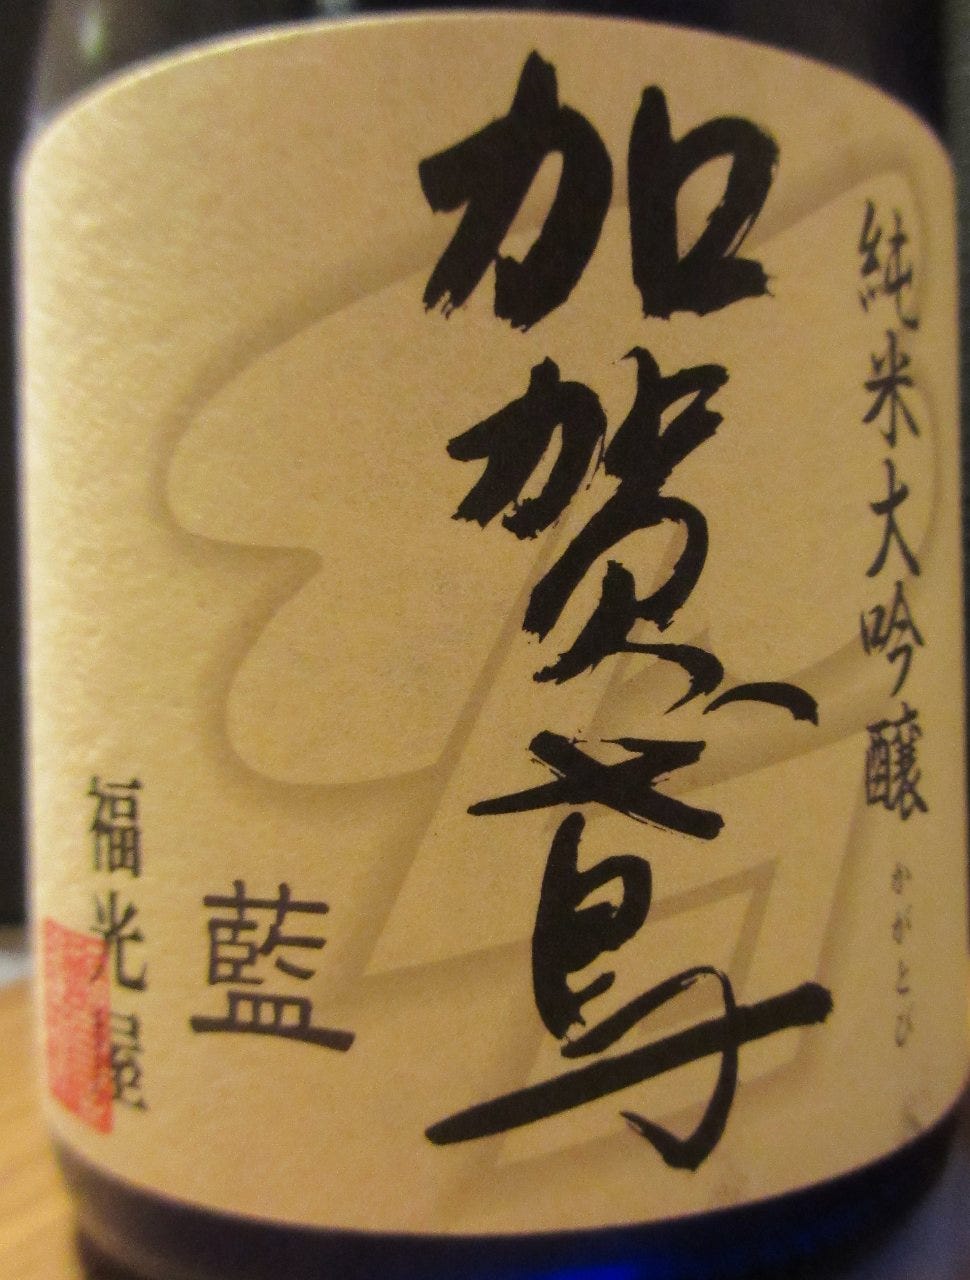 純米大吟醸 かがとび
加賀鳶
藍
福光屋